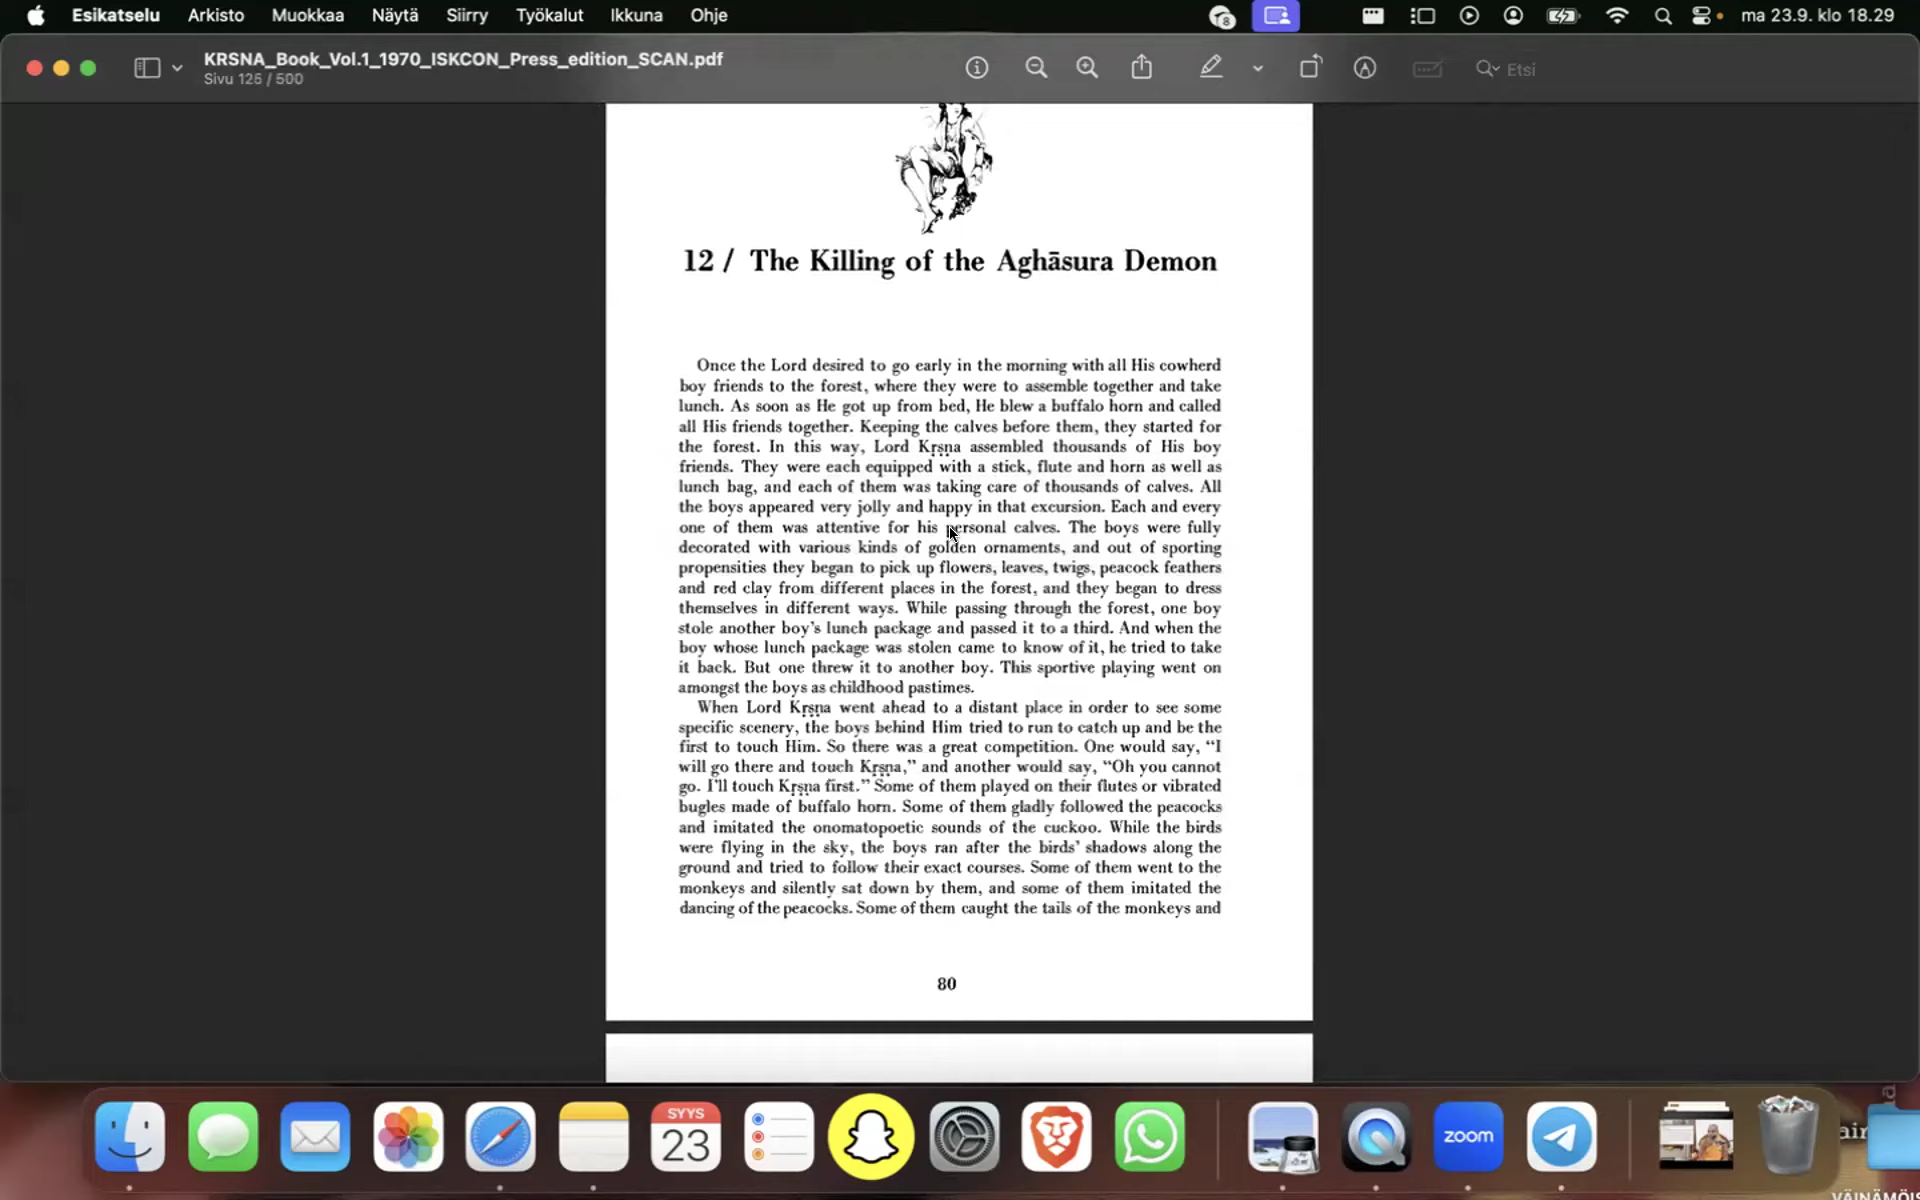 Esikatselu Arkisto Muokkaa Näytä Siirry Työkalut Ikkuna Ohje 8 ma 23.9. klo 18.29
KRSNA_Book_Vol.1_1970_ISKCON_Press_edition_SCAN.pdf
Sivu 125 / 500
Etsi
12 / The Killing of the Aghāsura Demon
Once the Lord desired to go early in the morning with all His cowherd
boy friends to the forest, where they were to assemble together and take
lunch. As soon as He got up from bed, He blew a buffalo horn and called
all His friends together. Keeping the calves before them, they started for
the forest. In this way, Lord Kṛṣṇa assembled thousands of His boy
friends. They were each equipped with a stick, flute and horn as well as
lunch bag, and each of them was taking care of thousands of calves. All
the boys appeared very jolly and happy in that excursion. Each and every
one of them was attentive for his personal calves. The boys were fully
decorated with various kinds of golden ornaments, and out of sporting
propensities they began to pick up flowers, leaves, twigs, peacock feathers
and red clay from different places in the forest, and they began to dress
themselves in different ways. While passing through the forest, one boy
stole another boy's lunch package and passed it to a third. And when the
boy whose lunch package was stolen came to know of it, he tried to take
it back. But one threw it to another boy. This sportive playing went on
amongst the boys as childhood pastimes.
When Lord Kṛṣṇa went ahead to a distant place in order to see some
specific scenery, the boys behind Him tried to run to catch up and be the
first to touch Him. So there was a great competition. One would say, “I
will go there and touch Kṛṣṇa,” and another would say, “Oh you cannot
go. I'll touch Kṛṣṇa first.” Some of them played on their flutes or vibrated
bugles made of buffalo horn. Some of them gladly followed the peacocks
and imitated the onomatopoetic sounds of the cuckoo. While the birds
were flying in the sky, the boys ran after the birds' shadows along the
ground and tried to follow their exact courses. Some of them went to the
monkeys and silently sat down by them, and some of them imitated the
dancing of the peacocks. Some of them caught the tails of the monkeys and
80
SYYS
23
zoom